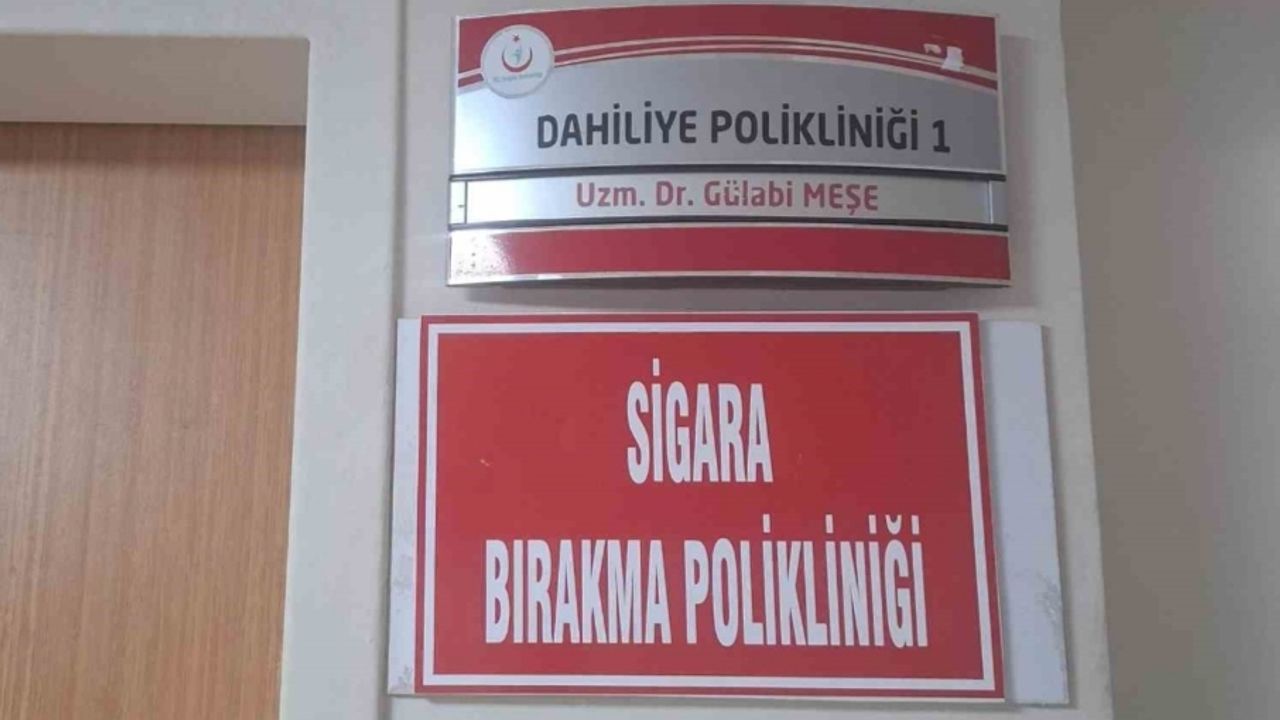 DAHİLİYE POLİKLİNİĞİ 1
Uzm. Dr. Gülabi MEŞE
SİGARA
BIRAKMA POLİKLİNİĞİ